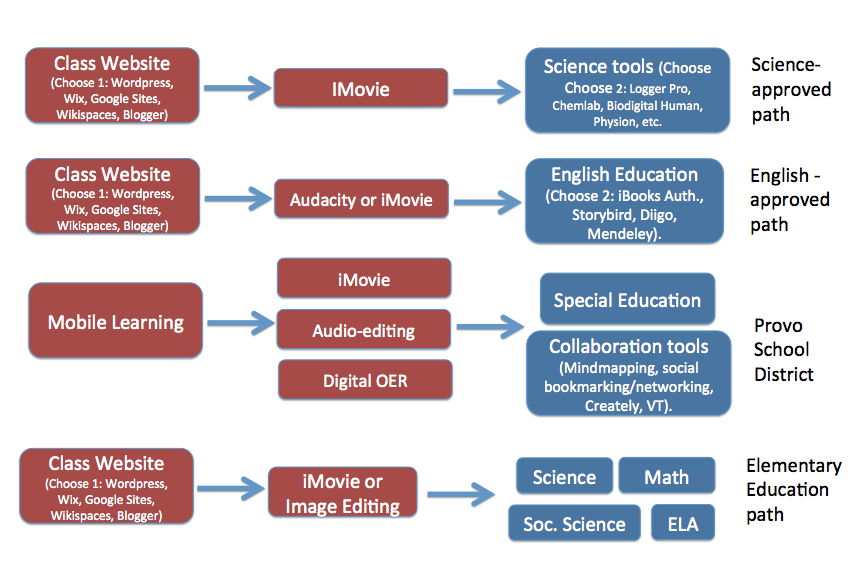 Class Website
(Choose 1: Wordpress,
Wix, Google Sites,
Wikispaces, Blogger)
IMovie
Science tools (Choose
Choose 2: Logger Pro,
Chemlab, Biodigital Human,
Physion, etc.
Science-
approved
path
Class Website
(Choose 1: Wordpress,
Wix, Google Sites,
Wikispaces, Blogger)
Audacity or iMovie
English Education
(Choose 2: iBooks Auth.,
Storybird, Diigo,
Mendeley).
English -
approved
path
Mobile Learning
iMovie
Audio-editing
Digital OER
Special Education
Collaboration tools
(Mindmapping, social
bookmarking/networking,
Creately, VT).
Provo
School
District
Class Website
(Choose 1: Wordpress,
Wix, Google Sites,
Wikispaces, Blogger)
iMovie or
Image Editing
Science
Math
Soc. Science
ELA
Elementary
Education
path